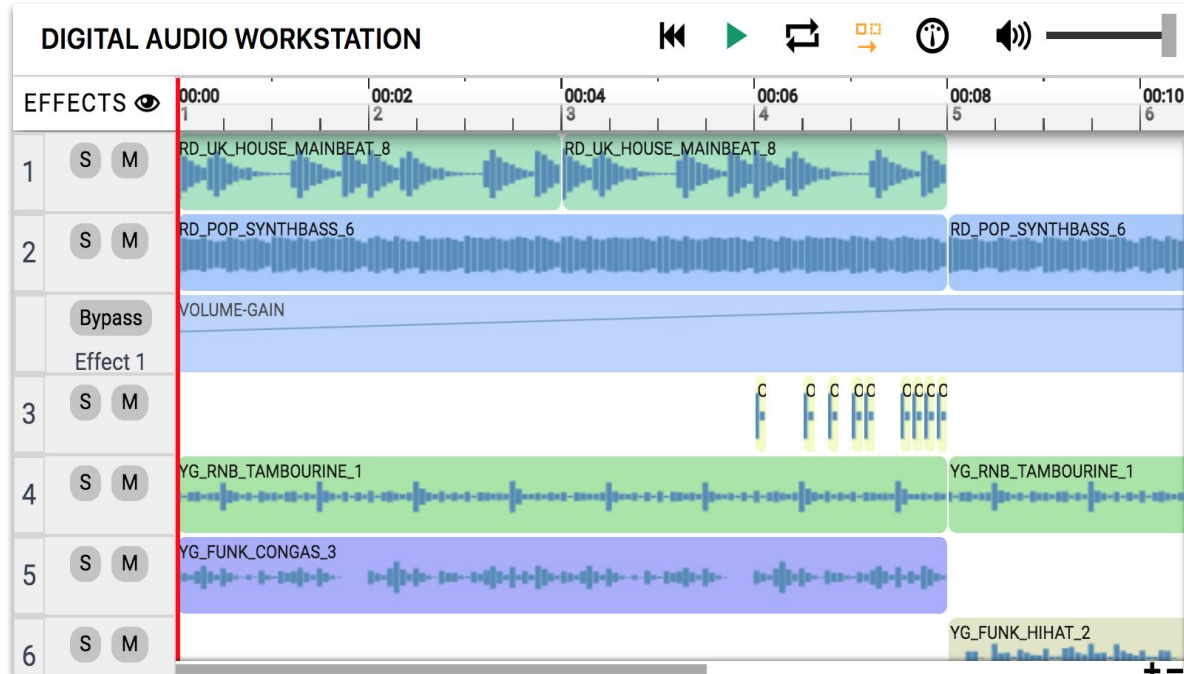 DIGITAL AUDIO WORKSTATION
EFFECTS
00:00 00:02 00:04 00:06 00:08 00:10
1 2 3 4 5 6
1 S M RD_UK_HOUSE_MAINBEAT_8 RD_UK_HOUSE_MAINBEAT_8
2 S M RD_POP_SYNTHBASS_6 RD_POP_SYNTHBASS_6
Bypass VOLUME-GAIN
Effect 1
3 S M O O O O O O O O O
4 S M YG_RNB_TAMBOURINE_1 YG_RNB_TAMBOURINE_1
5 S M YG_FUNK_CONGAS_3
6 S M YG_FUNK_HIHAT_2
+ -